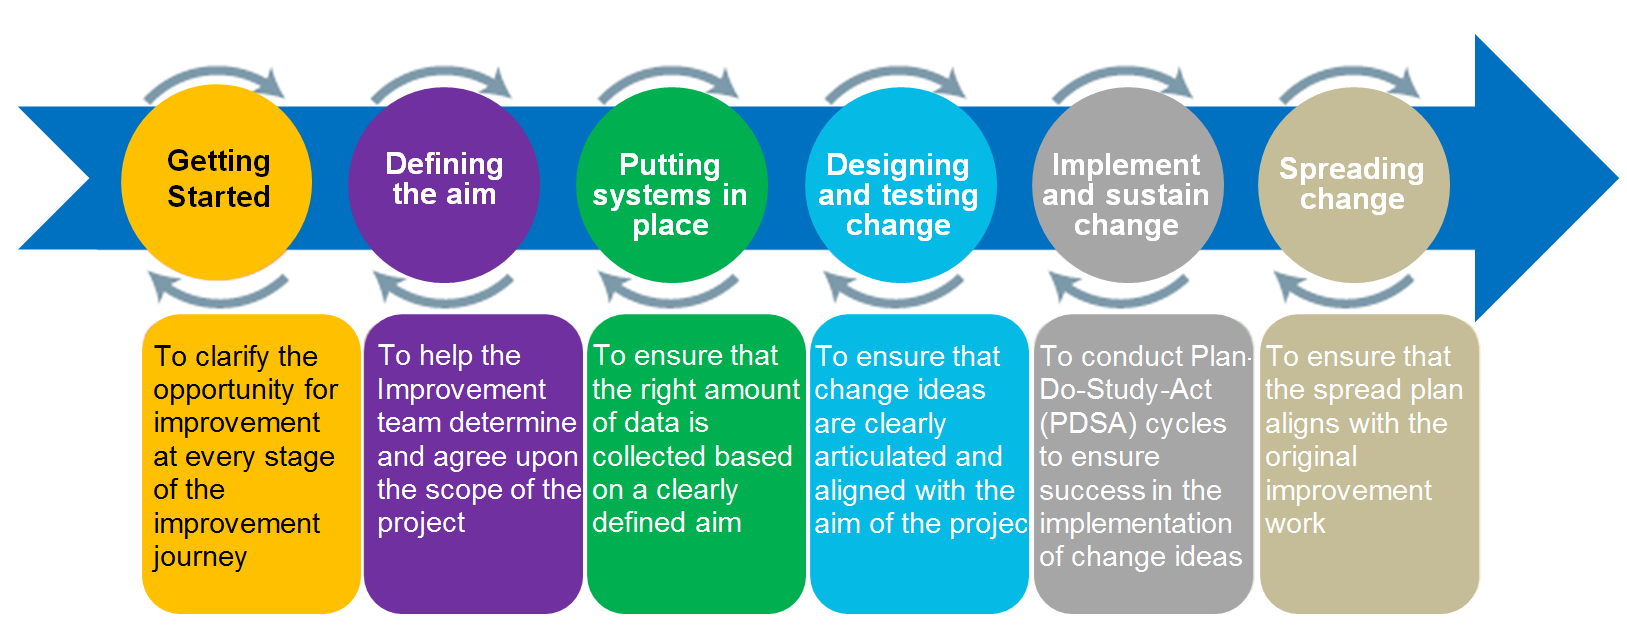 Getting
Started
Defining
the aim
Putting
systems in
place
Designing
and testing
change
Implement
and sustain
change
Spreading
change
To clarify the
opportunity for
improvement
at every stage
of the
improvement
journey
To help the
Improvement
team determine
and agree upon
the scope of the
project
To ensure that
the right amount
of data is
collected based
on a clearly
defined aim
To ensure that
change ideas
are clearly
articulated and
aligned with the
aim of the projec
To conduct Plan-
Do-Study-Act
(PDSA) cycles
to ensure
success in the
implementation
of change ideas
To ensure that
the spread plan
aligns with the
original
improvement
work